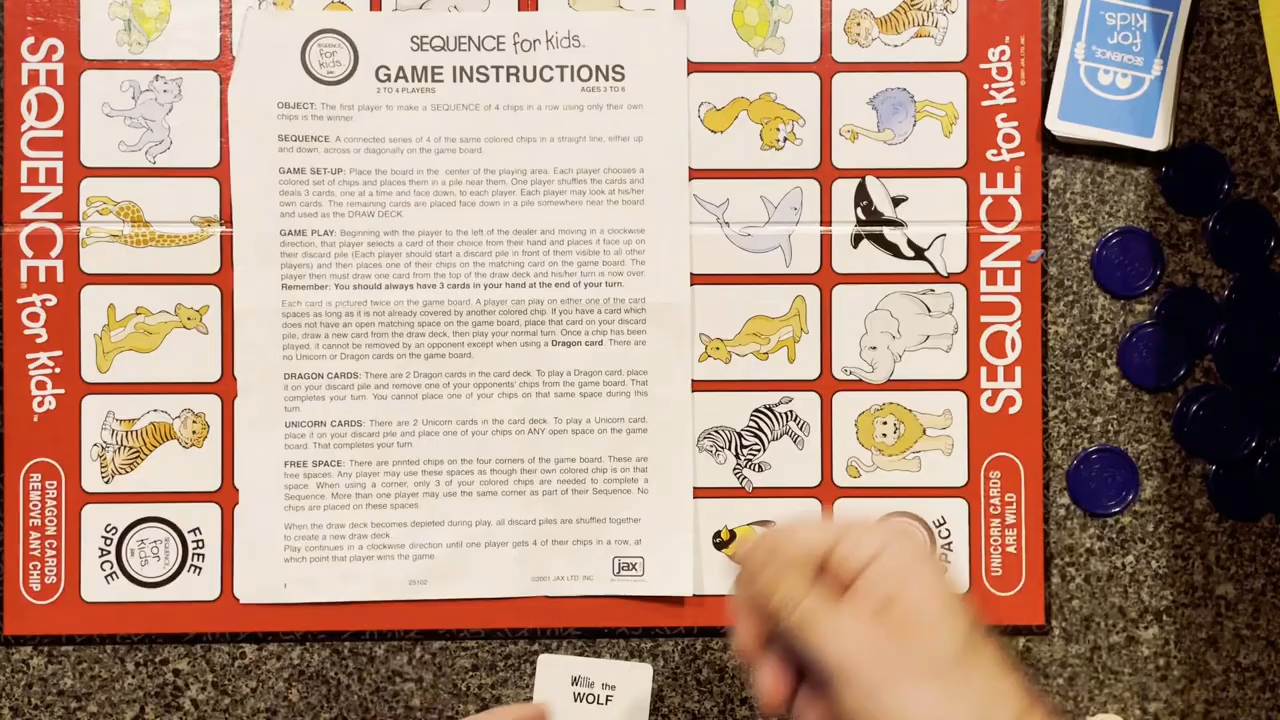 SEQUENCE for kids™
GAME INSTRUCTIONS
2 TO 4 PLAYERS AGES 3 TO 6
OBJECT: The first player to make a SEQUENCE of 4 chips in a row using only their own
chips is the winner.
SEQUENCE. A connected series of 4 of the same colored chips in a straight line, either up
and down, across or diagonally on the game board.
GAME SET-UP: Place the board in the center of the playing area. Each player chooses a
colored set of chips and places them in a pile near them. One player shuffles the cards and
deals 3 cards, one at a time and face down, to each player. Each player may look at his/her
own cards. The remaining cards are placed face down in a pile somewhere near the board
and used as the DRAW DECK.
GAME PLAY: Beginning with the player to the left of the dealer and moving in a clockwise
direction, that player selects a card of their choice from their hand and places it face up on
their discard pile (Each player should start a discard pile in front of them visible to all other
players) and then places one of their chips on the matching card on the game board. The
player then must draw one card from the top of the draw deck and his/her turn is now over.
Remember: You should always have 3 cards in your hand at the end of your turn.
Each card is pictured twice on the game board. A player can play on either one of the card
spaces as long as it is not already covered by another colored chip. If you have a card which
does not have an open matching space on the game board, place that card on your discard
pile, draw a new card from the draw deck, then play your normal turn. Once a chip has been
played, it cannot be removed by an opponent except when using a Dragon card. There are
no Unicorn or Dragon cards on the game board.
DRAGON CARDS: There are 2 Dragon cards in the card deck. To play a Dragon card, place
it on your discard pile and remove one of your opponents' chips from the game board. That
completes your turn. You cannot place one of your chips on that same space during this
turn.
UNICORN CARDS: There are 2 Unicorn cards in the card deck. To play a Unicorn card,
place it on your discard pile and place one of your chips on ANY open space on the game
board. That completes your turn.
FREE SPACE: There are printed chips on the four corners of the game board. These are
free spaces. Any player may use these spaces as though their own colored chip is on that
space. When using a corner, only 3 of your colored chips are needed to complete a
Sequence. More than one player may use the same corner as part of their Sequence. No
chips are placed on these spaces.
When the draw deck becomes depleted during play, all discard piles are shuffled together
to create a new draw deck.
Play continues in a clockwise direction until one player gets 4 of their chips in a row, at
which point that player wins the game.
jax
25102
©2001 JAX LTD. INC.
SEQUENCE
for
kids.
jax
SEQUENCE® for kids™
DRAGON CARDS
REMOVE ANY CHIP
FREE
SPACE
SEQUENCE
for
kids
SEQUENCE® for kids™
UNICORN CARDS
ARE WILD
SPACE
SEQUENCE
for
kids
Willie the
WOLF